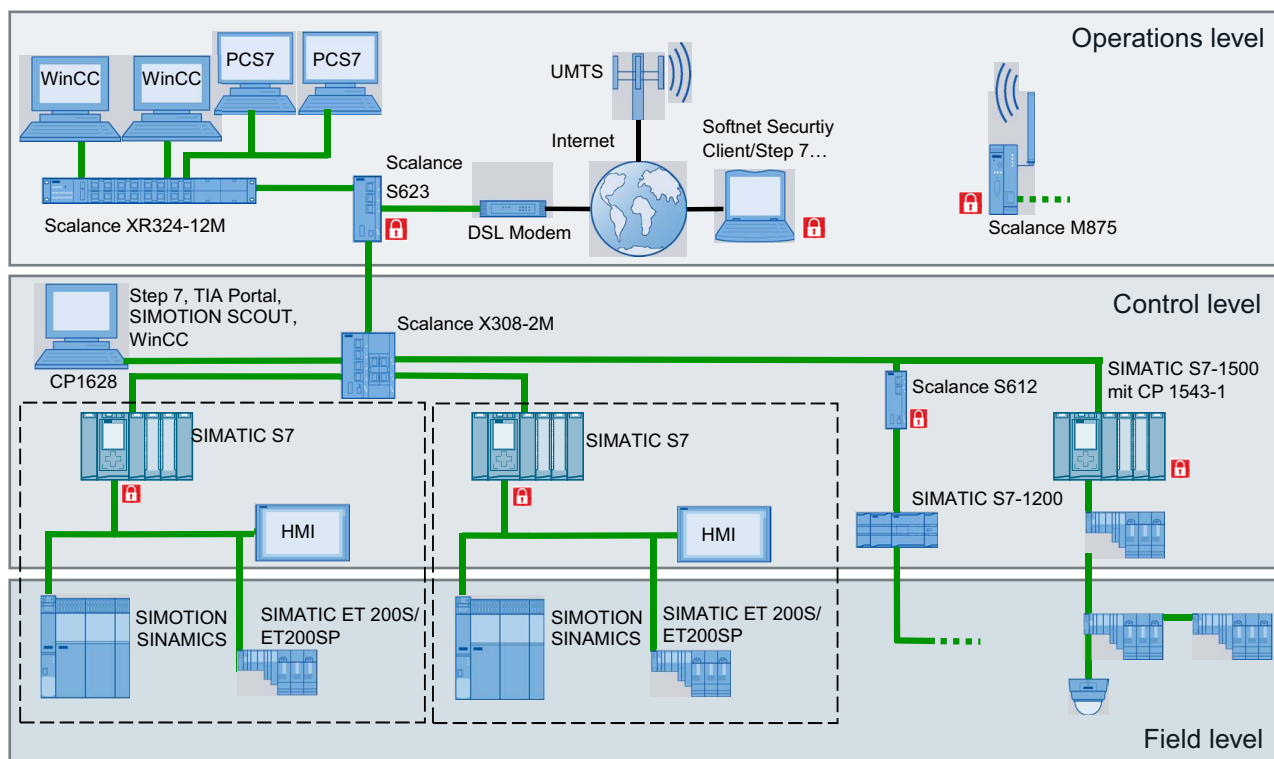 Operations level
WinCC
WinCC
PCS7
PCS7
UMTS
Internet
Softnet Securtiy
Client/Step 7…
Scalance
S623
Scalance XR324-12M
DSL Modem
Scalance M875
Control level
Step 7, TIA Portal,
SIMOTION SCOUT,
WinCC
CP1628
Scalance X308-2M
Scalance S612
SIMATIC S7-1500
mit CP 1543-1
SIMATIC S7
SIMATIC S7
SIMATIC S7-1200
HMI
HMI
SIMOTION
SINAMICS
SIMATIC ET 200S/
ET200SP
SIMOTION
SINAMICS
SIMATIC ET 200S/
ET200SP
Field level